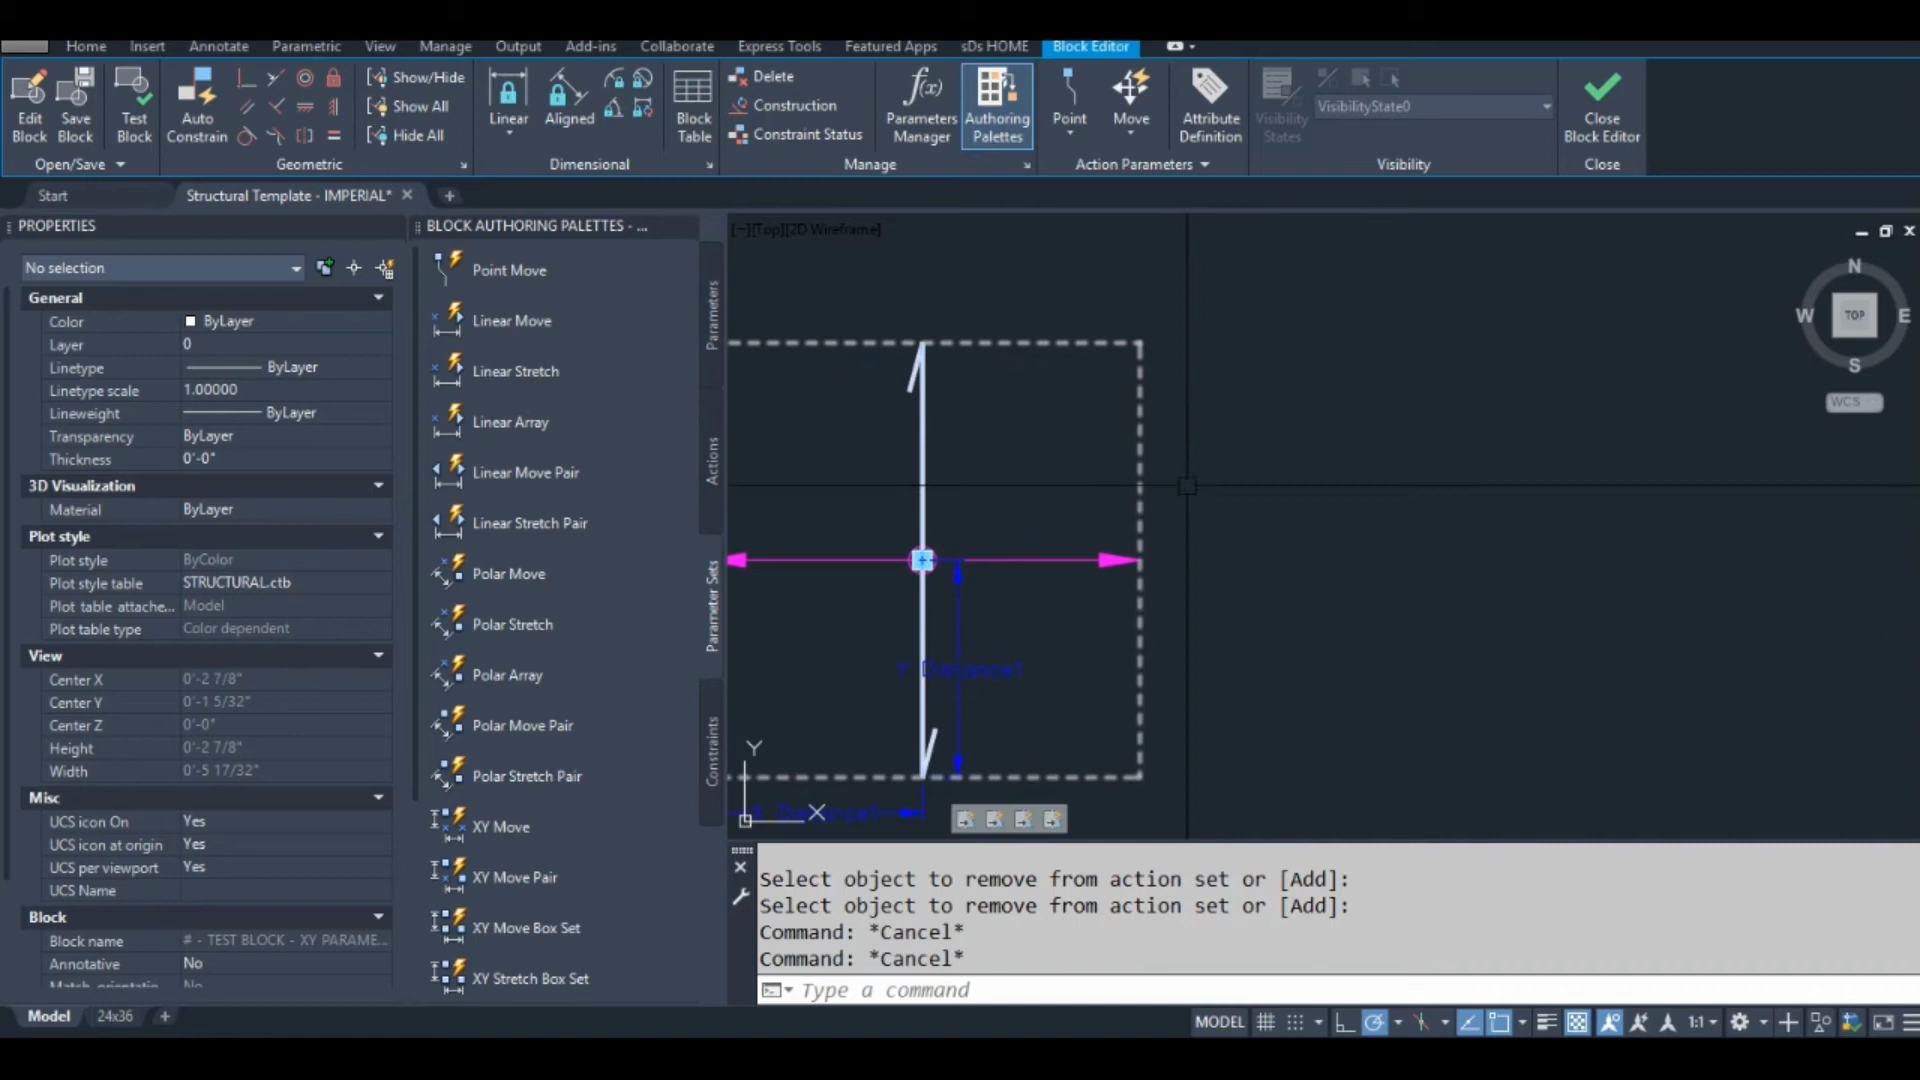 Home Insert Annotate Parametric View Manage Output Add-ins Collaborate Express Tools Featured Apps sDs HOME Block Editor
Edit Block
Save Block
Test Block
Open/Save
Auto Constrain
Show/Hide
Show All
Hide All
Geometric
Linear
Aligned
Dimensional
Block Table
Delete
Construction
Constraint Status
Parameters Manager
Authoring Palettes
Manage
Point
Move
Action Parameters
Attribute Definition
Visibility States
VisibilityState0
Visibility
Close Block Editor
Close
Start
Structural Template - IMPERIAL*
PROPERTIES
No selection
General
Color ByLayer
Layer 0
Linetype ByLayer
Linetype scale 1.00000
Lineweight ByLayer
Transparency ByLayer
Thickness 0'-0"
3D Visualization
Material ByLayer
Plot style
Plot style ByColor
Plot style table STRUCTURAL.ctb
Plot table attache... Model
Plot table type Color dependent
View
Center X 0'-2 7/8"
Center Y 0'-1 5/32"
Center Z 0'-0"
Height 0'-2 7/8"
Width 0'-5 17/32"
Misc
UCS icon On Yes
UCS icon at origin Yes
UCS per viewport Yes
UCS Name
Block
Block name # - TEST BLOCK - XY PARAME...
Annotative No
BLOCK AUTHORING PALETTES - ...
Point Move
Linear Move
Linear Stretch
Linear Array
Linear Move Pair
Linear Stretch Pair
Polar Move
Polar Stretch
Polar Array
Polar Move Pair
Polar Stretch Pair
XY Move
XY Move Pair
XY Move Box Set
XY Stretch Box Set
Parameters
Actions
Parameter Sets
Constraints
[−][Top][2D Wireframe]
N
W TOP E
S
WCS
Y Distance1
Y
X
Distance1
Select object to remove from action set or [Add]:
Select object to remove from action set or [Add]:
Command: *Cancel*
Command: *Cancel*
Type a command
Model 24x36 +
MODEL 1:1